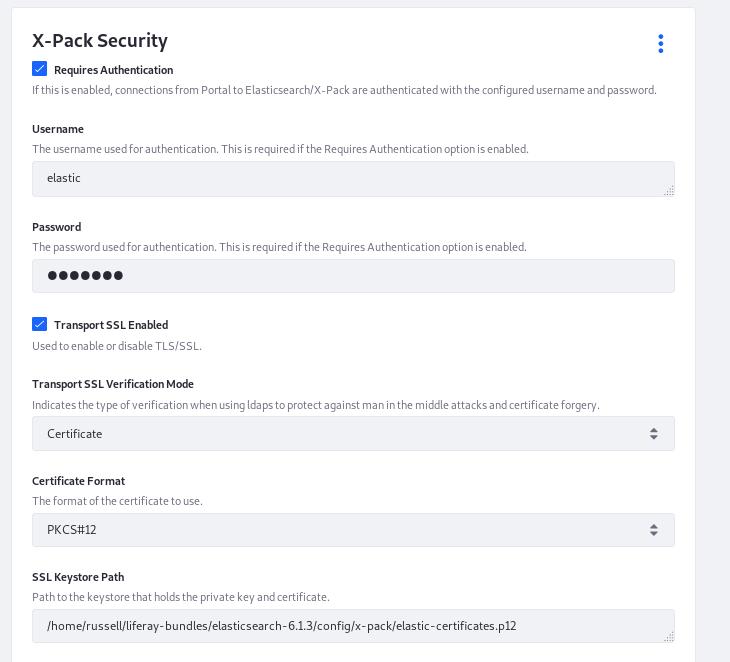 X-Pack Security
Requires Authentication
If this is enabled, connections from Portal to Elasticsearch/X-Pack are authenticated with the configured username and password.
Username
The username used for authentication. This is required if the Requires Authentication option is enabled.
elastic
Password
The password used for authentication. This is required if the Requires Authentication option is enabled.
●●●●●●●
Transport SSL Enabled
Used to enable or disable TLS/SSL.
Transport SSL Verification Mode
Indicates the type of verification when using ldaps to protect against man in the middle attacks and certificate forgery.
Certificate
Certificate Format
The format of the certificate to use.
PKCS#12
SSL Keystore Path
Path to the keystore that holds the private key and certificate.
/home/russell/liferay-bundles/elasticsearch-6.1.3/config/x-pack/elastic-certificates.p12